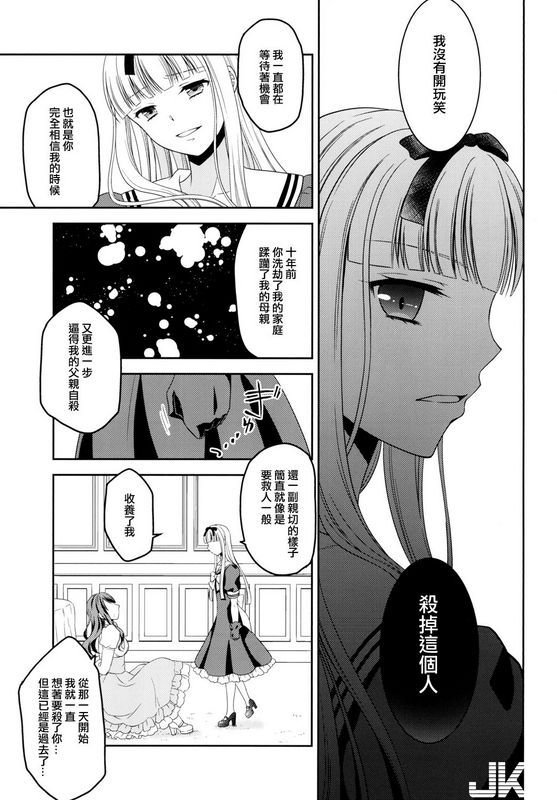 我沒有開玩笑
殺掉這個人
我一直都在
等待著機會
也就是你
完全相信我的時候
十年前
你洗劫了我的家庭
蹂躪了我的母親
又更進一步
逼得我的父親自殺
還一副親切的樣子
簡直就像是
要救人一般
收養了我
從那一天開始
我就一直
想著要殺了你…
但這已經是過去了…
JK